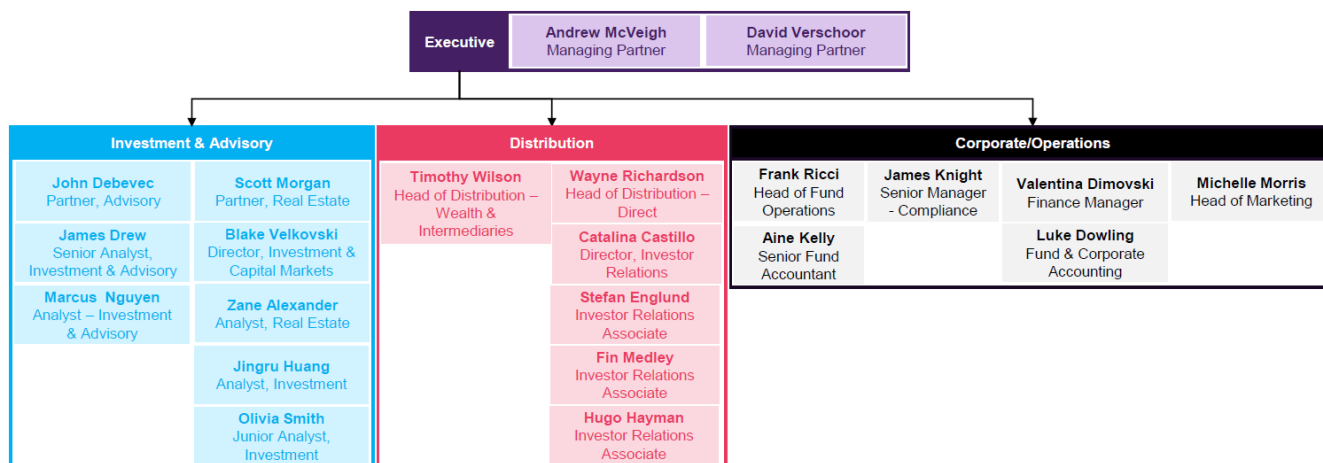 Executive
Andrew McVeigh
Managing Partner
David Verschoor
Managing Partner
Investment & Advisory
John Debevec
Partner, Advisory
James Drew
Senior Analyst,
Investment & Advisory
Marcus Nguyen
Analyst – Investment
& Advisory
Scott Morgan
Partner, Real Estate
Blake Velkovski
Director, Investment &
Capital Markets
Zane Alexander
Analyst, Real Estate
Jingru Huang
Analyst, Investment
Olivia Smith
Junior Analyst,
Investment
Distribution
Timothy Wilson
Head of Distribution –
Wealth &
Intermediaries
Wayne Richardson
Head of Distribution –
Direct
Catalina Castillo
Director, Investor
Relations
Stefan Englund
Investor Relations
Associate
Fin Medley
Investor Relations
Associate
Hugo Hayman
Investor Relations
Associate
Corporate/Operations
Frank Ricci
Head of Fund
Operations
Aine Kelly
Senior Fund
Accountant
James Knight
Senior Manager
- Compliance
Valentina Dimovski
Finance Manager
Luke Dowling
Fund & Corporate
Accounting
Michelle Morris
Head of Marketing